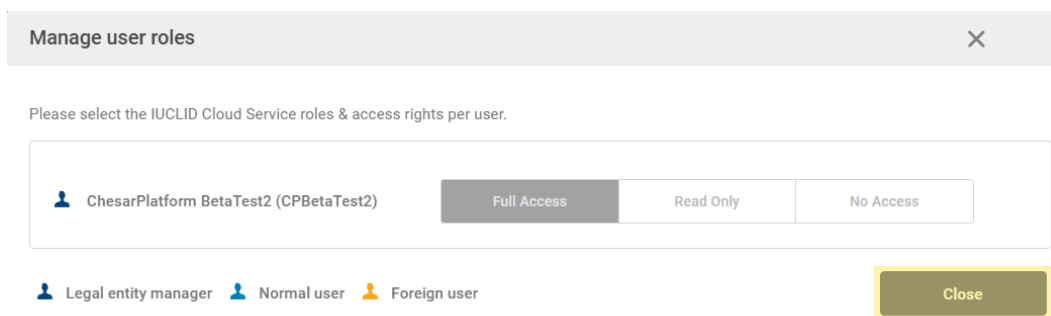 Manage user roles
Please select the IUCLID Cloud Service roles & access rights per user.
ChesarPlatform BetaTest2 (CPBetaTest2) Full Access Read Only No Access
Legal entity manager Normal user Foreign user Close